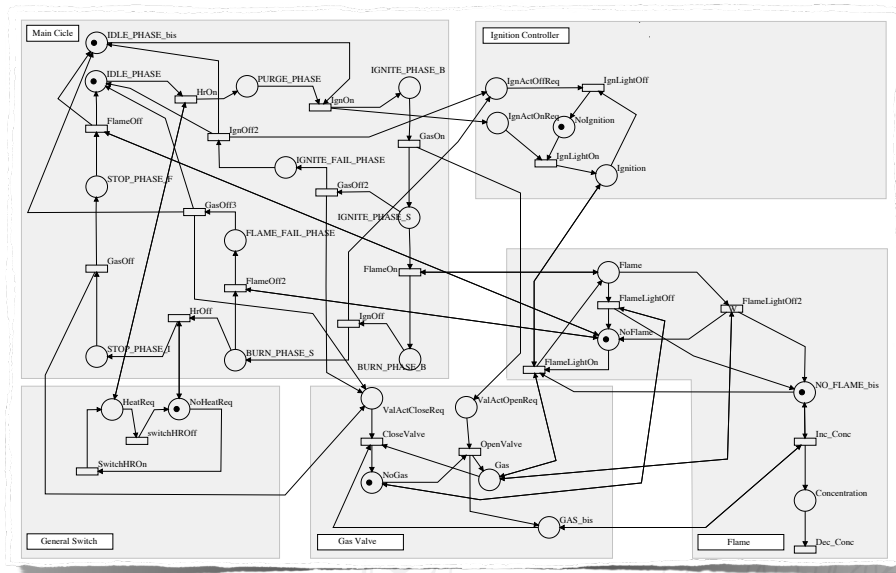 Main Cicle
IDLE_PHASE_bis
IDLE_PHASE
HrOn
PURGE_PHASE
IgnOn
IGNITE_PHASE_B
FlameOff
IgnOff2
GasOn
IGNITE_FAIL_PHASE
STOP_PHASE_F
GasOff2
GasOff3
IGNITE_PHASE_S
FLAME_FAIL_PHASE
GasOff
FlameOn
FlameOff2
HrOff
IgnOff
STOP_PHASE_I
BURN_PHASE_S
BURN_PHASE_B
Ignition Controller
IgnActOffReq
IgnLightOff
IgnActOnReq
NoIgnition
IgnLightOn
Ignition
Flame
FlameLightOff
FlameLightOff2
NoFlame
FlameLightOn
NO_FLAME_bis
Inc_Conc
Concentration
Dec_Conc
Flame
HeatReq
NoHeatReq
switchHROff
SwitchHROn
General Switch
ValActCloseReq
ValActOpenReq
CloseValve
OpenValve
NoGas
Gas
GAS_bis
Gas Valve